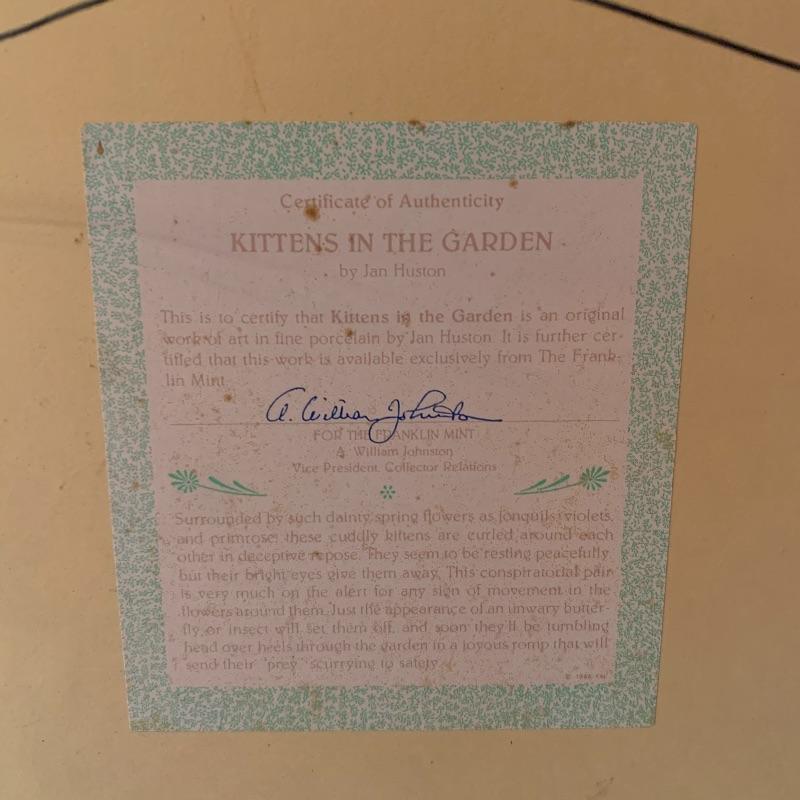 Certificate of Authenticity
KITTENS IN THE GARDEN
by Jan Huston
This is to certify that Kittens in the Garden is an original
work of art in fine porcelain by Jan Huston. It is further cer-
tified that this work is available exclusively from The Frank-
lin Mint.
A. William Johnston
FOR THE FRANKLIN MINT
A. William Johnston
Vice President, Collector Relations
Surrounded by such dainty spring flowers as jonquils, violets,
and primrose, these cuddly kittens are curled around each
other in deceptive repose. They seem to be resting peacefully,
but their bright eyes give them away. This conspiratorial pair
is very much on the alert for any sign of movement in the
flowers around them. Just the appearance of an unwary butter-
fly or insect will set them off, and soon they'll be tumbling
head over heels through the garden in a joyous romp that will
send their "prey" scurrying to safety.